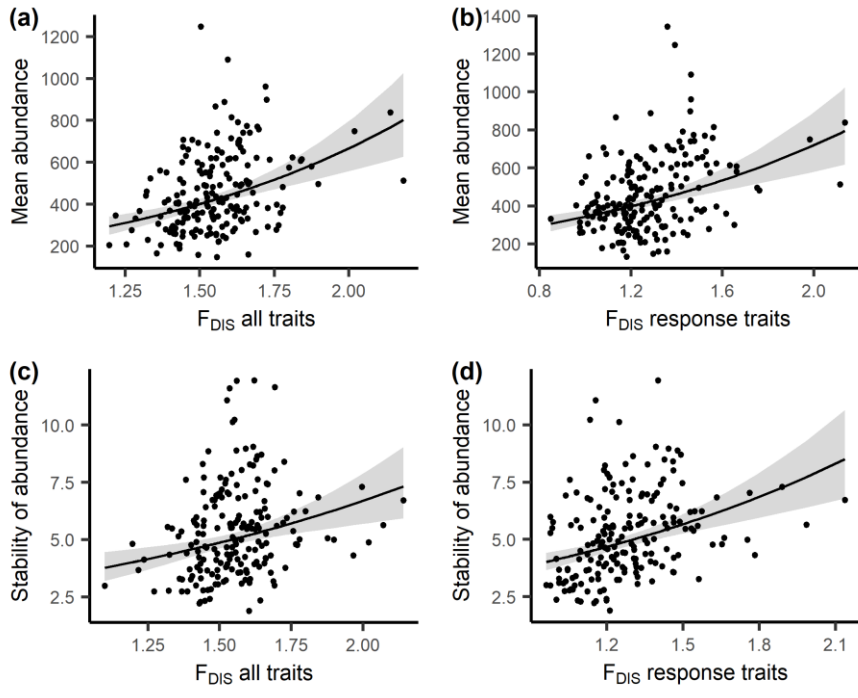 (a)
Mean abundance
1200
1000
800
600
400
200
1.25 1.50 1.75 2.00
F_DIS all traits
(b)
Mean abundance
1400
1200
1000
800
600
400
200
0.8 1.2 1.6 2.0
F_DIS response traits
(c)
Stability of abundance
10.0
7.5
5.0
2.5
1.25 1.50 1.75 2.00
F_DIS all traits
(d)
Stability of abundance
10.0
7.5
5.0
2.5
1.2 1.5 1.8 2.1
F_DIS response traits